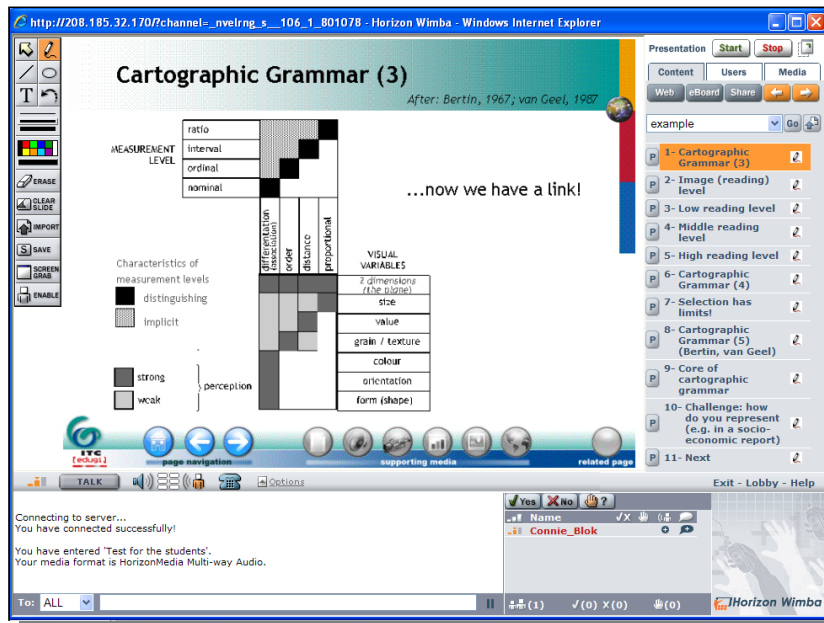 http://208.185.32.170/?channel=_nvelrng_s__106_1_801078 - Horizon Wimba - Windows Internet Explorer
T
ERASE
CLEAR SLIDE
IMPORT
S SAVE
SCREEN GRAB
ENABLE
Cartographic Grammar (3)
After: Bertin, 1967; van Geel, 1987
MEASUREMENT LEVEL
ratio
interval
ordinal
nominal
...now we have a link!
differentation (association)
order
distance
proportional
Characteristics of
measurement levels
distinguishing
implicit
strong
weak
perception
VISUAL
VARIABLES
2 dimensions
(the plane)
size
value
grain / texture
colour
orientation
form (shape)
ITC
page navigation
supporting media
related page
Presentation Start Stop
Content Users Media
Web eBoard Share
example Go
P 1- Cartographic
Grammar (3)
P 2- Image (reading)
level
P 3- Low reading level
P 4- Middle reading
level
P 5- High reading level
P 6- Cartographic
Grammar (4)
P 7- Selection has
limits!
P 8- Cartographic
Grammar (5)
(Bertin, van Geel)
P 9- Core of
cartographic
grammar
P 10- Challenge: how
do you represent
(e.g. in a socio-
economic report)
P 11- Next
TALK
Options
Exit - Lobby - Help
Connecting to server...
You have connected successfully!
You have entered 'Test for the students'.
Your media format is HorizonMedia Multi-way Audio.
To: ALL
Yes No ?
Name √X
Connie_Blok
(1) √(0) X(0) (0)
Horizon Wimba